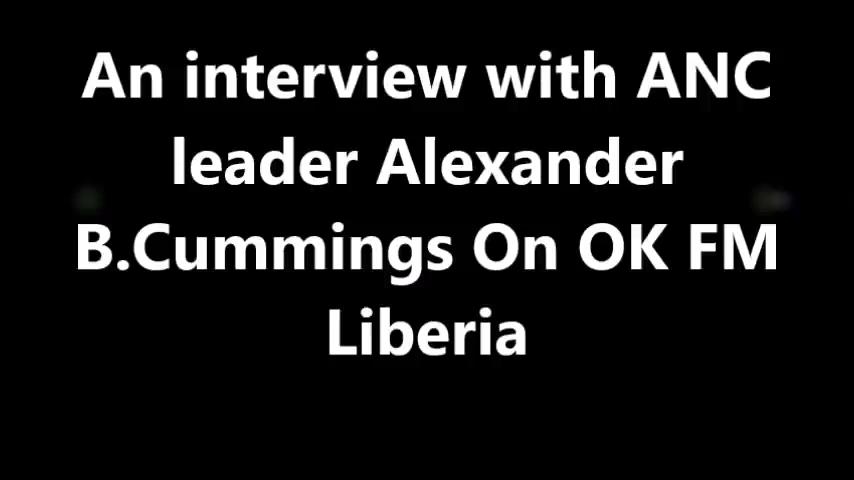 An interview with ANC
leader Alexander
B.Cummings On OK FM
Liberia